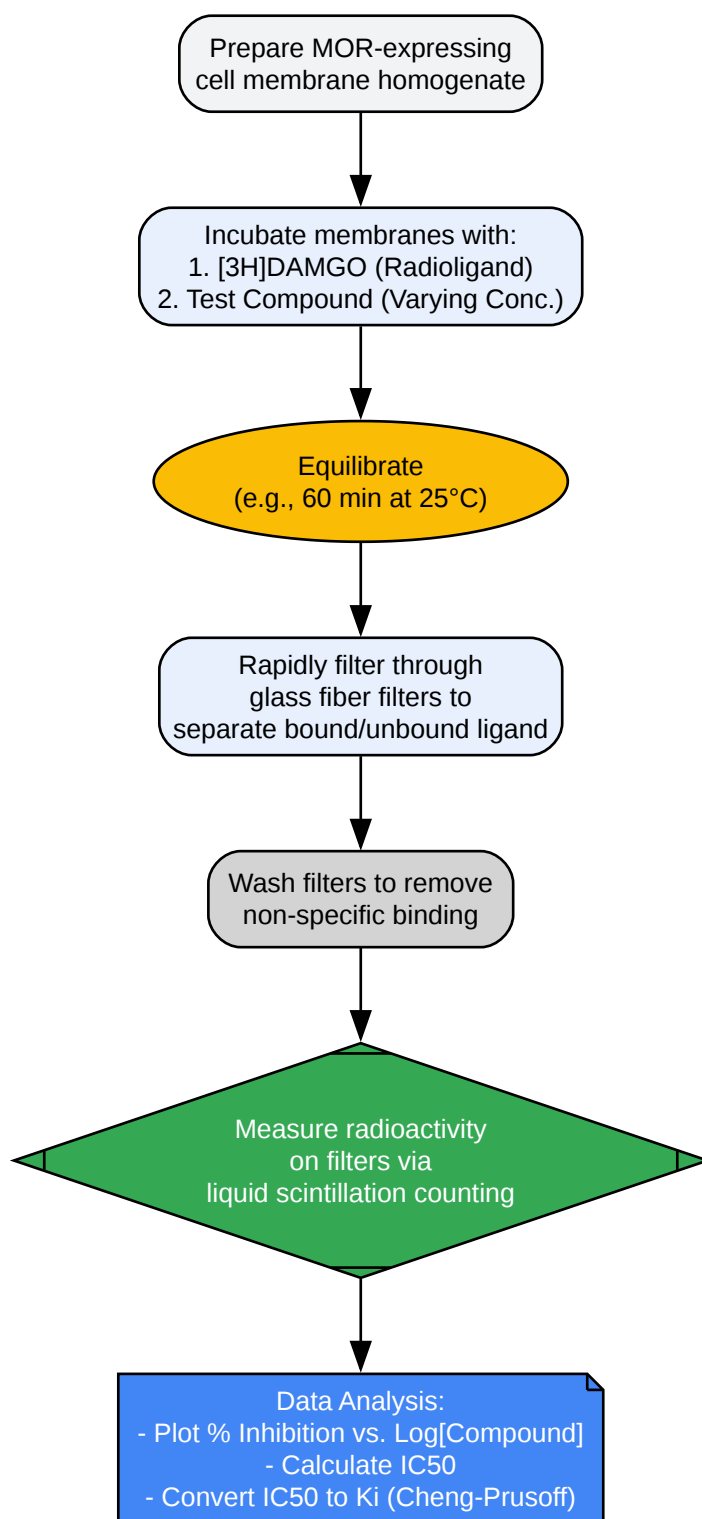 Prepare MOR-expressing
cell membrane homogenate
Incubate membranes with:
1. [3H]DAMGO (Radioligand)
2. Test Compound (Varying Conc.)
Equilibrate
(e.g., 60 min at 25°C)
Rapidly filter through
glass fiber filters to
separate bound/unbound ligand
Wash filters to remove
non-specific binding
Measure radioactivity
on filters via
liquid scintillation counting
Data Analysis:
- Plot % Inhibition vs. Log[Compound]
- Calculate IC50
- Convert IC50 to Ki (Cheng-Prusoff)